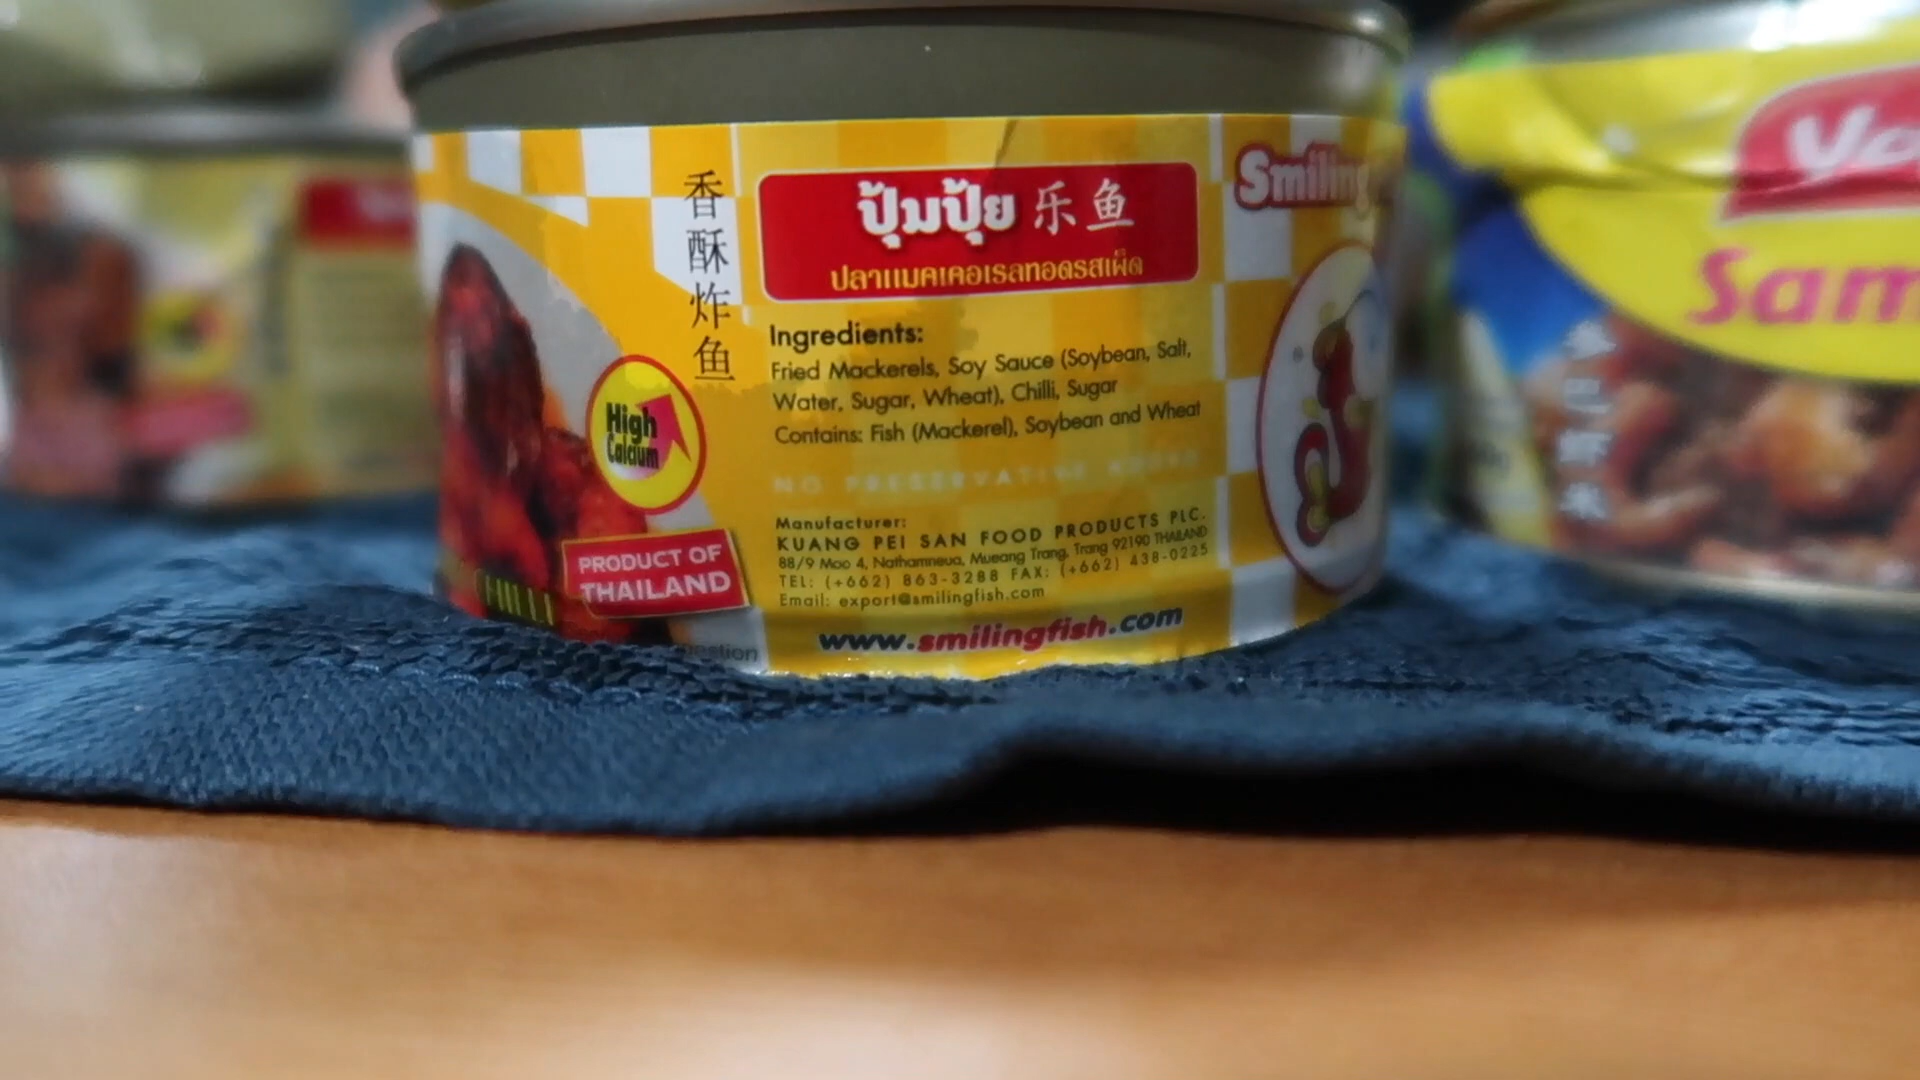 香酥炸鱼
ปุ้มปุ้ย 乐鱼
ปลาแมคเคอเรลทอดรสเผ็ด
Ingredients:
Fried Mackerels, Soy Sauce (Soybean, Salt,
Water, Sugar, Wheat), Chilli, Sugar
Contains: Fish (Mackerel), Soybean and Wheat
NO PRESERVATIVE ADDED
Manufacturer:
KUANG PEI SAN FOOD PRODUCTS PLC.
88/9 Moo 4, Nathamneua, Mueang Trang, Trang 92190 THAILAND
TEL: (+662) 863-3288 FAX: (+662) 438-0225
Email: export@smilingfish.com
www.smilingfish.com
High
Calcium
PRODUCT OF
THAILAND
CHILLI
Smiling